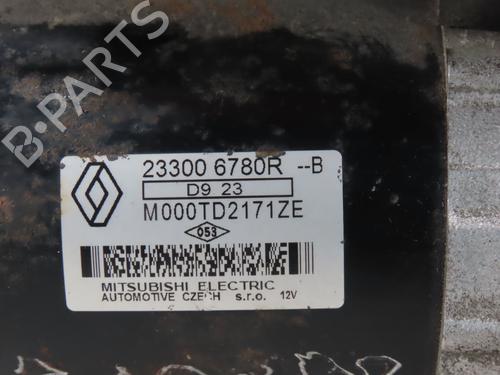 B-PARTS
23300 6780R --B
D9 23
M000TD2171ZE
053
MITSUBISHI ELECTRIC
AUTOMOTIVE CZECH s.r.o. 12V